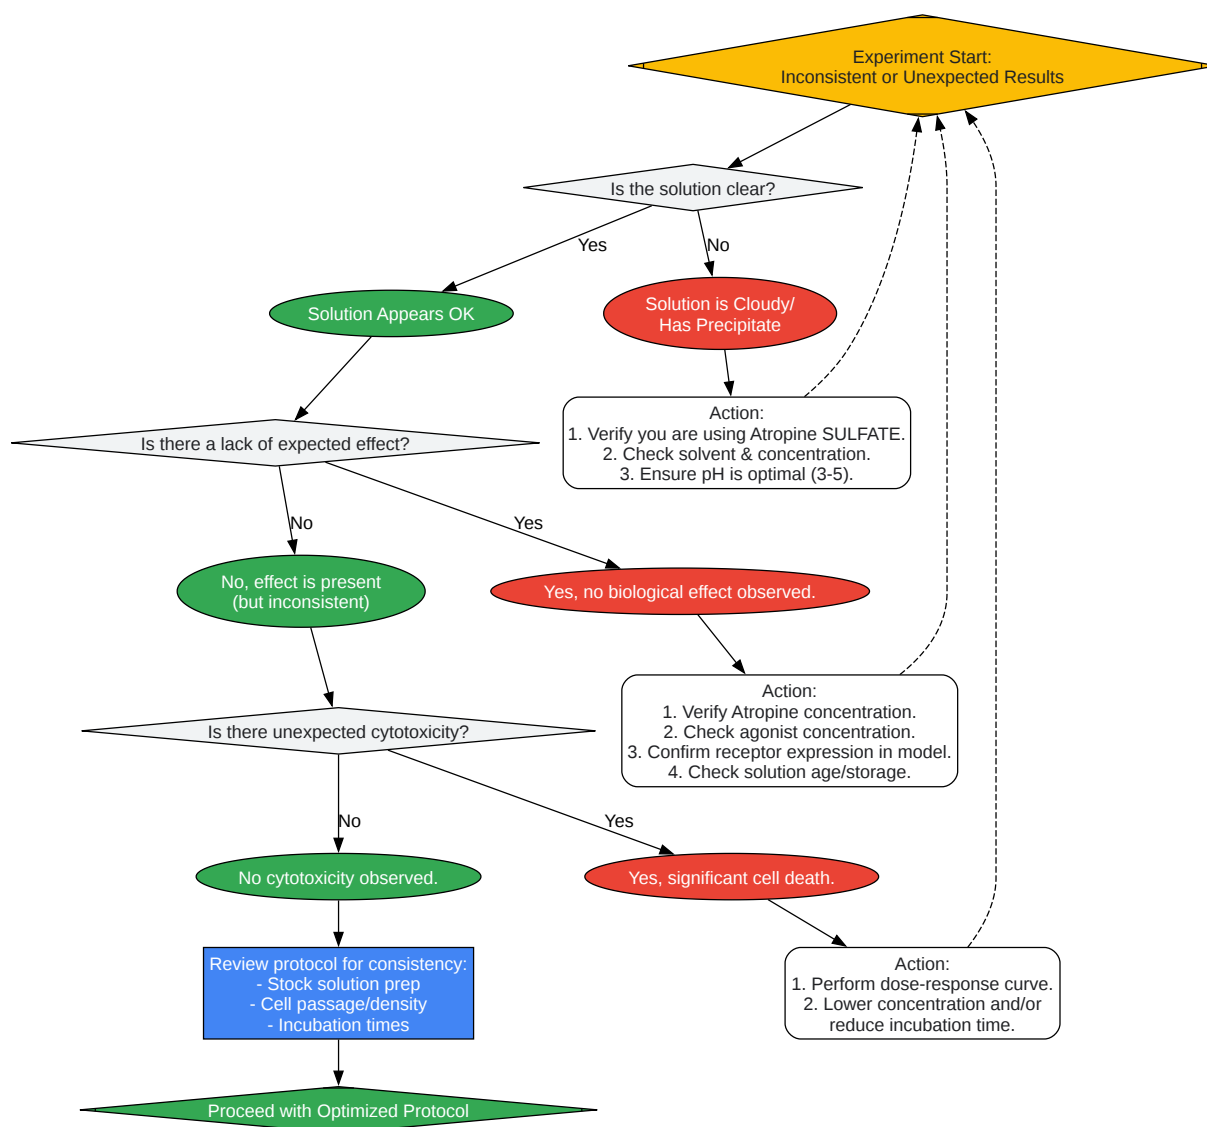 Experiment Start:
Inconsistent or Unexpected Results
Is the solution clear?
Yes
No
Solution Appears OK
Solution is Cloudy/
Has Precipitate
Action:
1. Verify you are using Atropine SULFATE.
2. Check solvent & concentration.
3. Ensure pH is optimal (3-5).
Is there a lack of expected effect?
No
Yes
No, effect is present
(but inconsistent)
Yes, no biological effect observed.
Action:
1. Verify Atropine concentration.
2. Check agonist concentration.
3. Confirm receptor expression in model.
4. Check solution age/storage.
Is there unexpected cytotoxicity?
No
Yes
No cytotoxicity observed.
Yes, significant cell death.
Review protocol for consistency:
- Stock solution prep
- Cell passage/density
- Incubation times
Action:
1. Perform dose-response curve.
2. Lower concentration and/or
reduce incubation time.
Proceed with Optimized Protocol